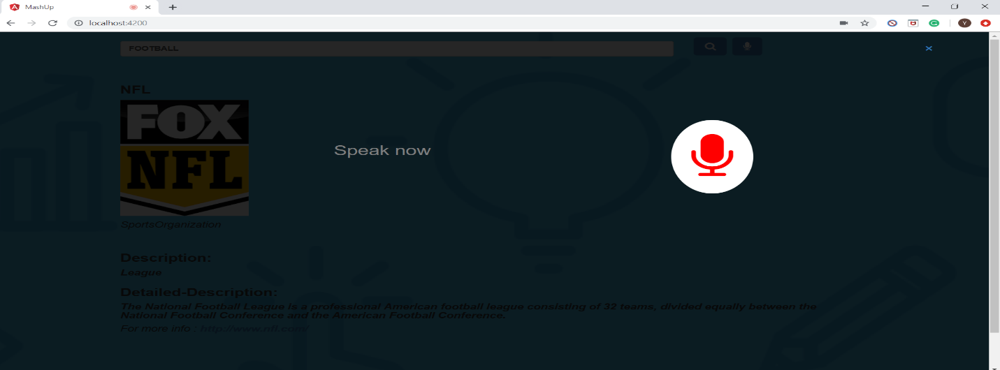 MashUp
localhost:4200
Y
FOOTBALL
NFL
FOX
NFL
Speak now
SportsOrganization
Description:
League
Detailed-Description:
The National Football League is a professional American football league consisting of 32 teams, divided equally between the
National Football Conference and the American Football Conference.
For more info , http://www.nfl.com/